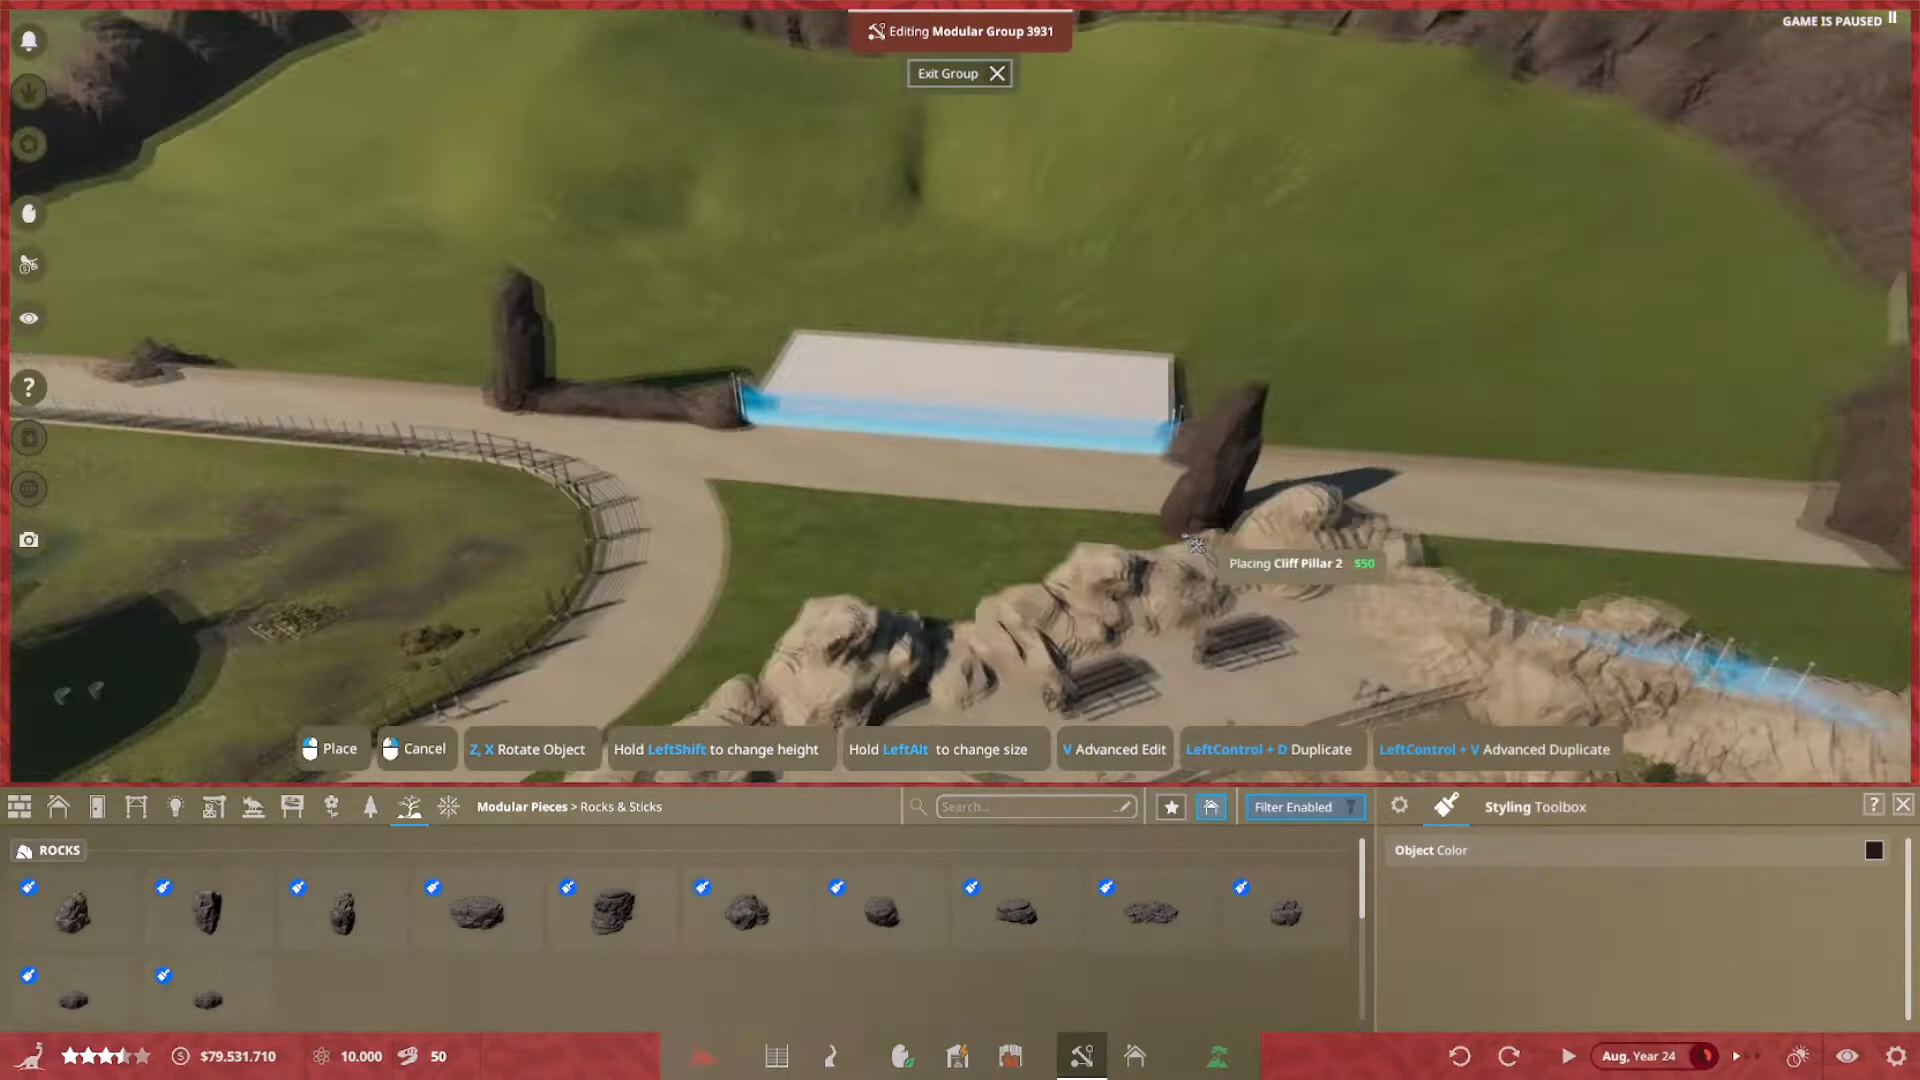 Editing Modular Group 3931
GAME IS PAUSED
Exit Group
?
Placing Cliff Pillar 2 $50
Place
Cancel
Z, X Rotate Object
Hold LeftShift to change height
Hold LeftAlt to change size
V Advanced Edit
LeftControl + D Duplicate
LeftControl + V Advanced Duplicate
Modular Pieces > Rocks & Sticks
Search...
Filter Enabled
Styling Toolbox
?
ROCKS
Object Color
$79.531.710
10.000
50
Aug, Year 24